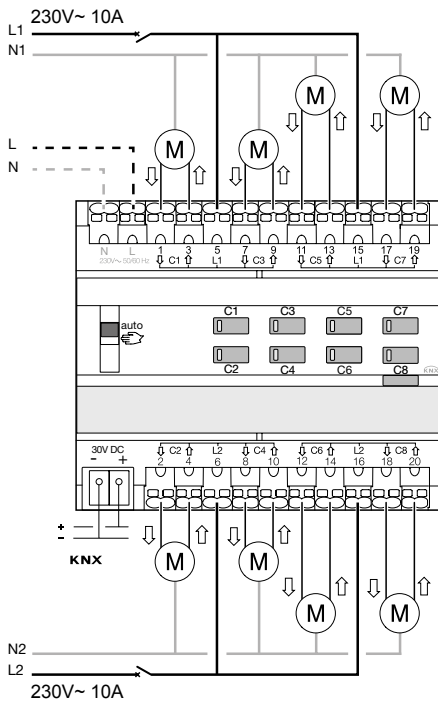 230V~ 10A
L1
N1
M M
M M
L
N
N L 1 3 5 7 9 11 13 15 17 19
230V~ 50/60 Hz C1 L1 C3 C5 L1 C7
auto
C1 C3 C5 C7
C2 C4 C6 C8
KNX
30V DC
- +
C2 L2 C4 C6 L2 C8
2 4 6 8 10 12 14 16 18 20
+
-
KNX
M M
M M
N2
L2
230V~ 10A